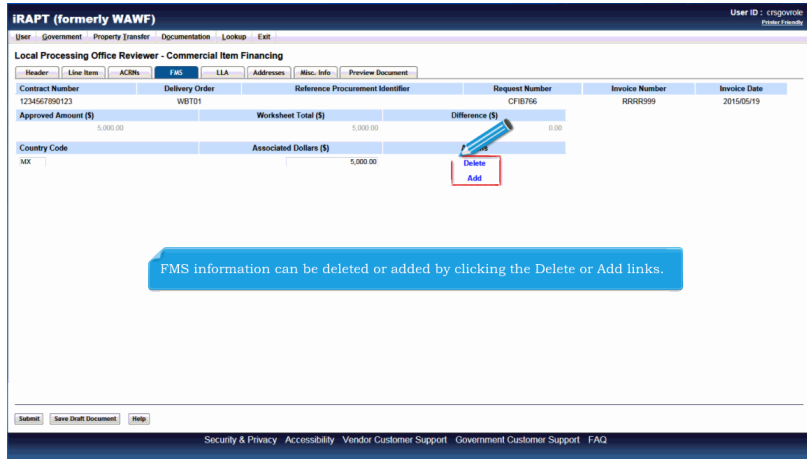 iRAPT (formerly WAWF)
User ID : crsgovrole
Printer Friendly
User Government Property Transfer Documentation Lookup Exit
Local Processing Office Reviewer - Commercial Item Financing
Header Line Item ACRNs FMS LLA Addresses Misc. Info Preview Document
Contract Number Delivery Order Reference Procurement Identifier Request Number Invoice Number Invoice Date
1234567890123 WBT01 CFIB766 RRRR999 2015/05/19
Approved Amount ($) Worksheet Total ($) Difference ($)
5,000.00 5,000.00 0.00
Country Code Associated Dollars ($)
MX 5,000.00 Delete
Add
FMS information can be deleted or added by clicking the Delete or Add links.
Submit Save Draft Document Help
Security & Privacy Accessibility Vendor Customer Support Government Customer Support FAQ